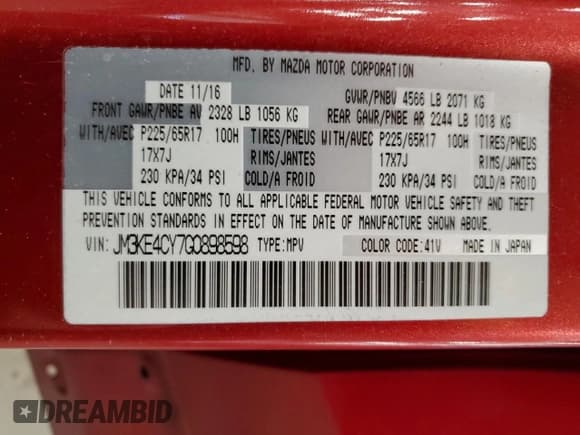 MFD. BY MAZDA MOTOR CORPORATION
DATE 11/16 GVWR/PNBV 4566 LB 2071 KG
FRONT GAWR/PNBE AV 2328 LB 1056 KG REAR GAWR/PNBE AR 2244 LB 1018 KG
WITH/AVEC P225/65R17 100H TIRES/PNEUS WITH/AVEC P225/65R17 100H TIRES/PNEUS
17X7J RIMS/JANTES 17X7J RIMS/JANTES
230 KPA/34 PSI COLD/A FROID 230 KPA/34 PSI COLD/A FROID
THIS VEHICLE CONFORMS TO ALL APPLICABLE FEDERAL MOTOR VEHICLE SAFETY AND THEFT
PREVENTION STANDARDS IN EFFECT ON THE DATE OF MANUFACTURE SHOWN ABOVE.
VIN: JM3KE4CY7G0898598 TYPE: MPV COLOR CODE: 41V MADE IN JAPAN
DREAMBID